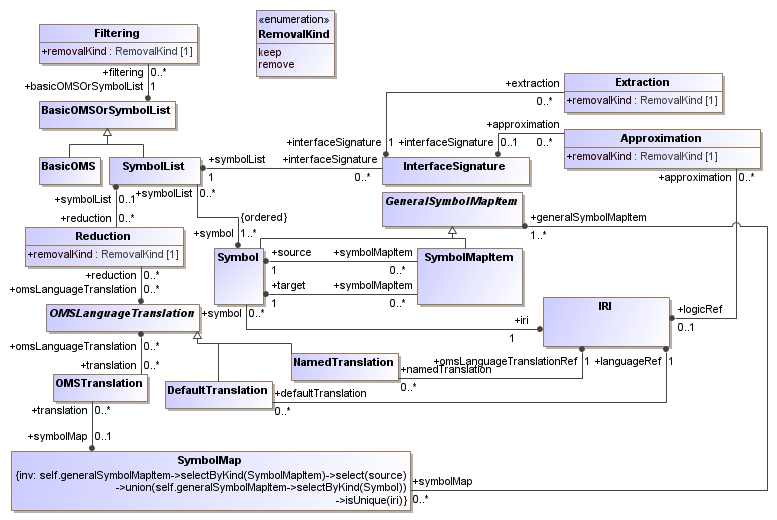 Filtering
+removalKind : RemovalKind [1]
«enumeration»
RemovalKind
keep
remove
+filtering 0..*
+basicOMSOrSymbolList 1
BasicOMSOrSymbolList
+extraction
0..*
Extraction
+removalKind : RemovalKind [1]
+approximation
0..*
Approximation
+removalKind : RemovalKind [1]
+interfaceSignature 1
+interfaceSignature 0..1
BasicOMS
SymbolList
+symbolList
1
+interfaceSignature
0..*
InterfaceSignature
+approximation 0..*
+symbolList 0..1
+symbolList 0..*
+reduction 0..*
GeneralSymbolMapItem
+generalSymbolMapItem
1..*
{ordered}
+symbol 1..*
Reduction
+removalKind : RemovalKind [1]
Symbol
+source
1
+symbolMapItem
0..*
SymbolMapItem
+target
1
+symbolMapItem
0..*
+reduction 0..*
+omsLanguageTranslation 0..*
OMSLanguageTranslation
+symbol
0..*
+iri
1
IRI
+logicRef
0..1
+omsLanguageTranslation 0..*
+translation 0..*
NamedTranslation
+omsLanguageTranslationRef 1
+languageRef 1
+namedTranslation
0..*
OMSTranslation
DefaultTranslation
+defaultTranslation
0..*
+translation 0..*
+symbolMap 0..1
SymbolMap
{inv: self.generalSymbolMapItem->selectByKind(SymbolMapItem)->select(source)
->union(self.generalSymbolMapItem->selectByKind(Symbol))
->isUnique(iri)}
+symbolMap
0..*